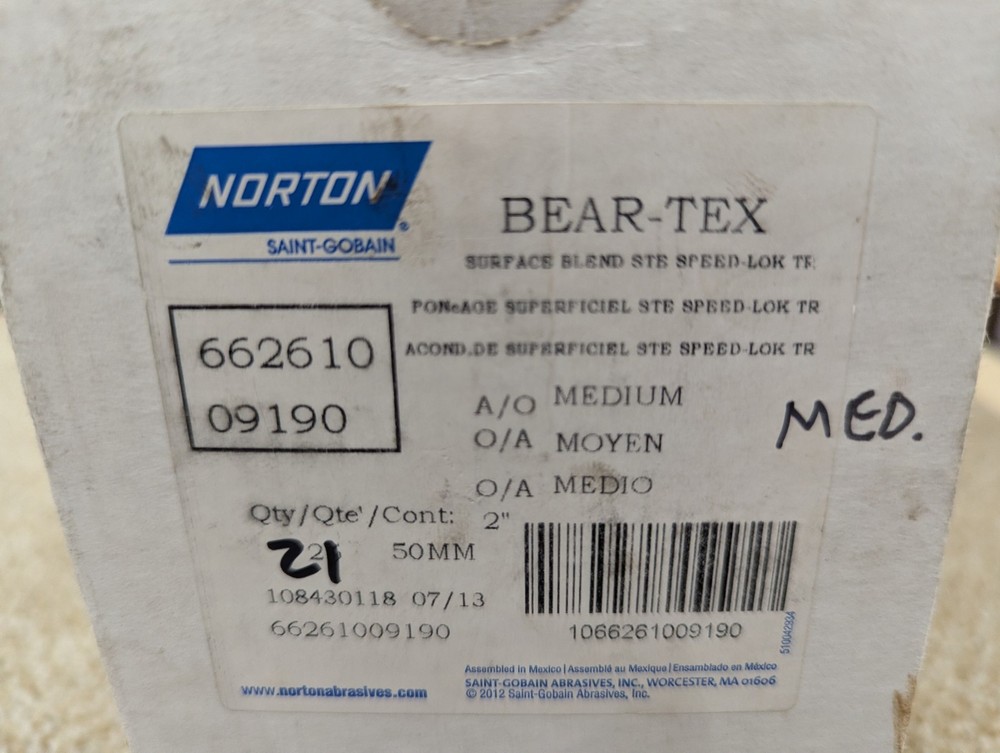 NORTON®
SAINT-GOBAIN
BEAR-TEX
SURFACE BLEND STE SPEED-LOK TR
PONçAGE SUPERFICIEL STE SPEED-LOK TR
ACOND.DE SUPERFICIEL STE SPEED-LOK TR
662610
09190
A/O MEDIUM
O/A MOYEN
O/A MEDIO
MED.
Qty/Qte'/Cont: 2"
21 50MM
108430118 07/13
66261009190
1066261009190
510042934
www.nortonabrasives.com
Assembled in Mexico | Assemblé au Mexique | Ensamblado en México
SAINT-GOBAIN ABRASIVES, INC., WORCESTER, MA 01606
© 2012 Saint-Gobain Abrasives, Inc.